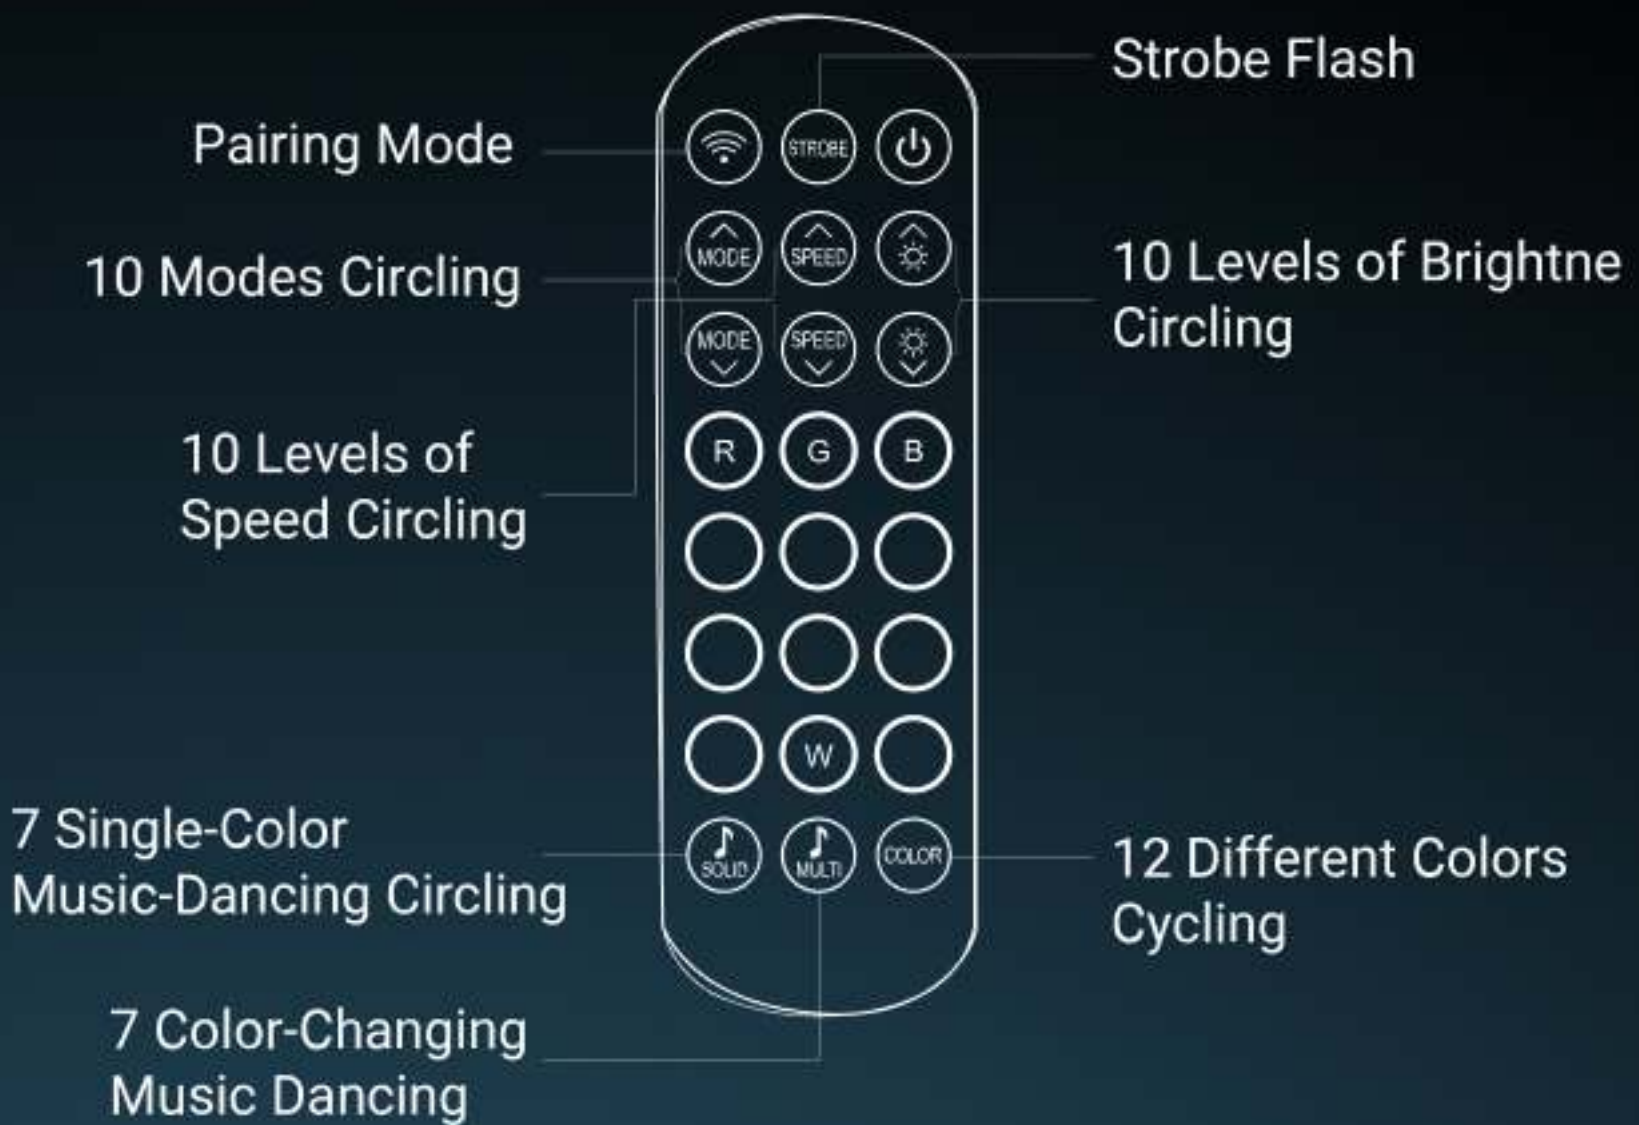 Strobe Flash
Pairing Mode
STROBE
10 Modes Circling
MODE
SPEED
10 Levels of Brightne
Circling
MODE
SPEED
10 Levels of
Speed Circling
R
G
B
W
7 Single-Color
Music-Dancing Circling
SOLID
MULTI
COLOR
12 Different Colors
Cycling
7 Color-Changing
Music Dancing